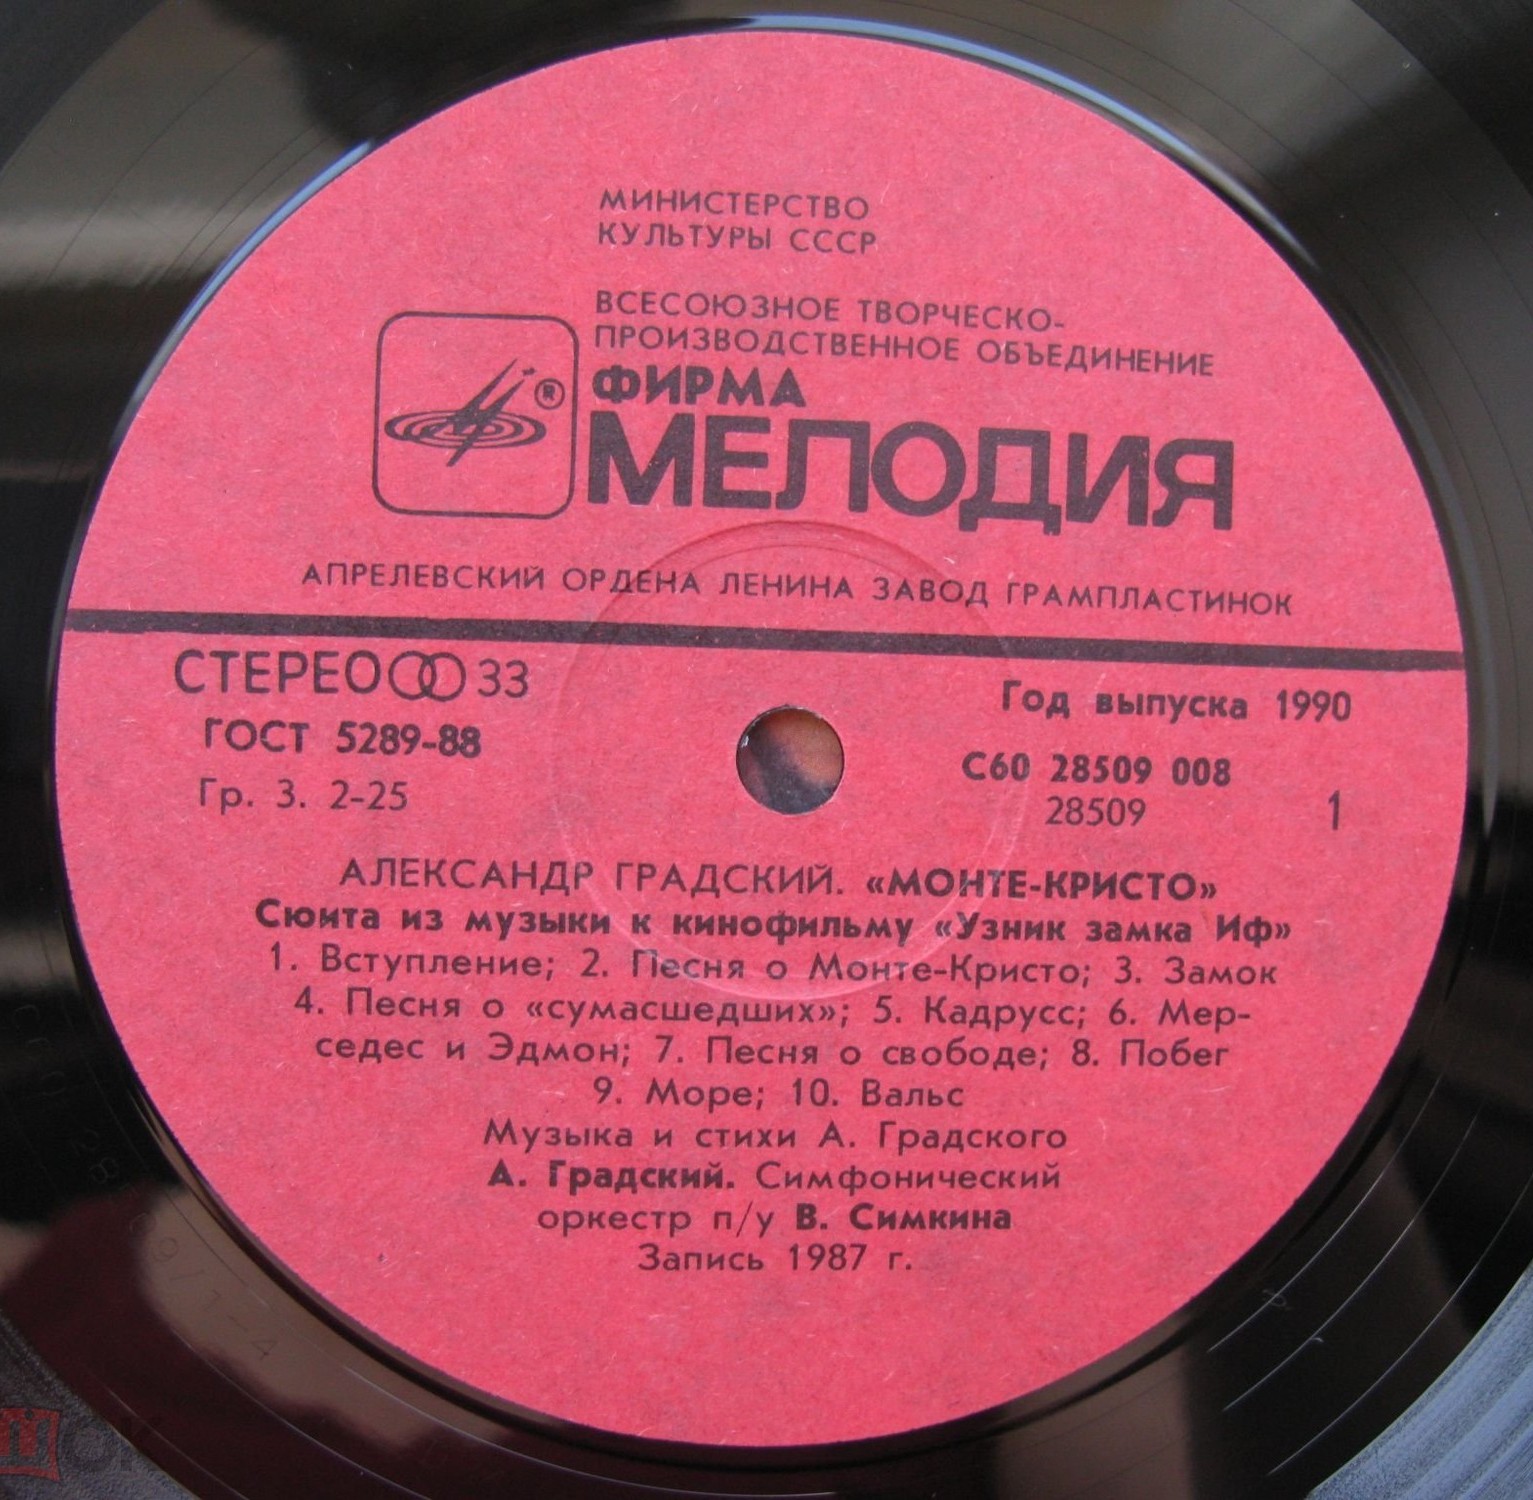 МИНИСТЕРСТВО
КУЛЬТУРЫ СССР
ВСЕСОЮЗНОЕ ТВОРЧЕСКО-
ПРОИЗВОДСТВЕННОЕ ОБЪЕДИНЕНИЕ
ФИРМА
®
МЕЛОДИЯ
АПРЕЛЕВСКИЙ ОРДЕНА ЛЕНИНА ЗАВОД ГРАМПЛАСТИНОК
СТЕРЕО 33
Год выпуска 1990
ГОСТ 5289-88
С60 28509 008
Гр. 3. 2-25
28509 1
АЛЕКСАНДР ГРАДСКИЙ. «МОНТЕ-КРИСТО»
Сюита из музыки к кинофильму «Узник замка Иф»
1. Вступление; 2. Песня о Монте-Кристо; 3. Замок
4. Песня о «сумасшедших»; 5. Кадрусс; 6. Мер-
седес и Эдмон; 7. Песня о свободе; 8. Побег
9. Море; 10. Вальс
Музыка и стихи А. Градского
А. Градский. Симфонический
оркестр п/у В. Симкина
Запись 1987 г.